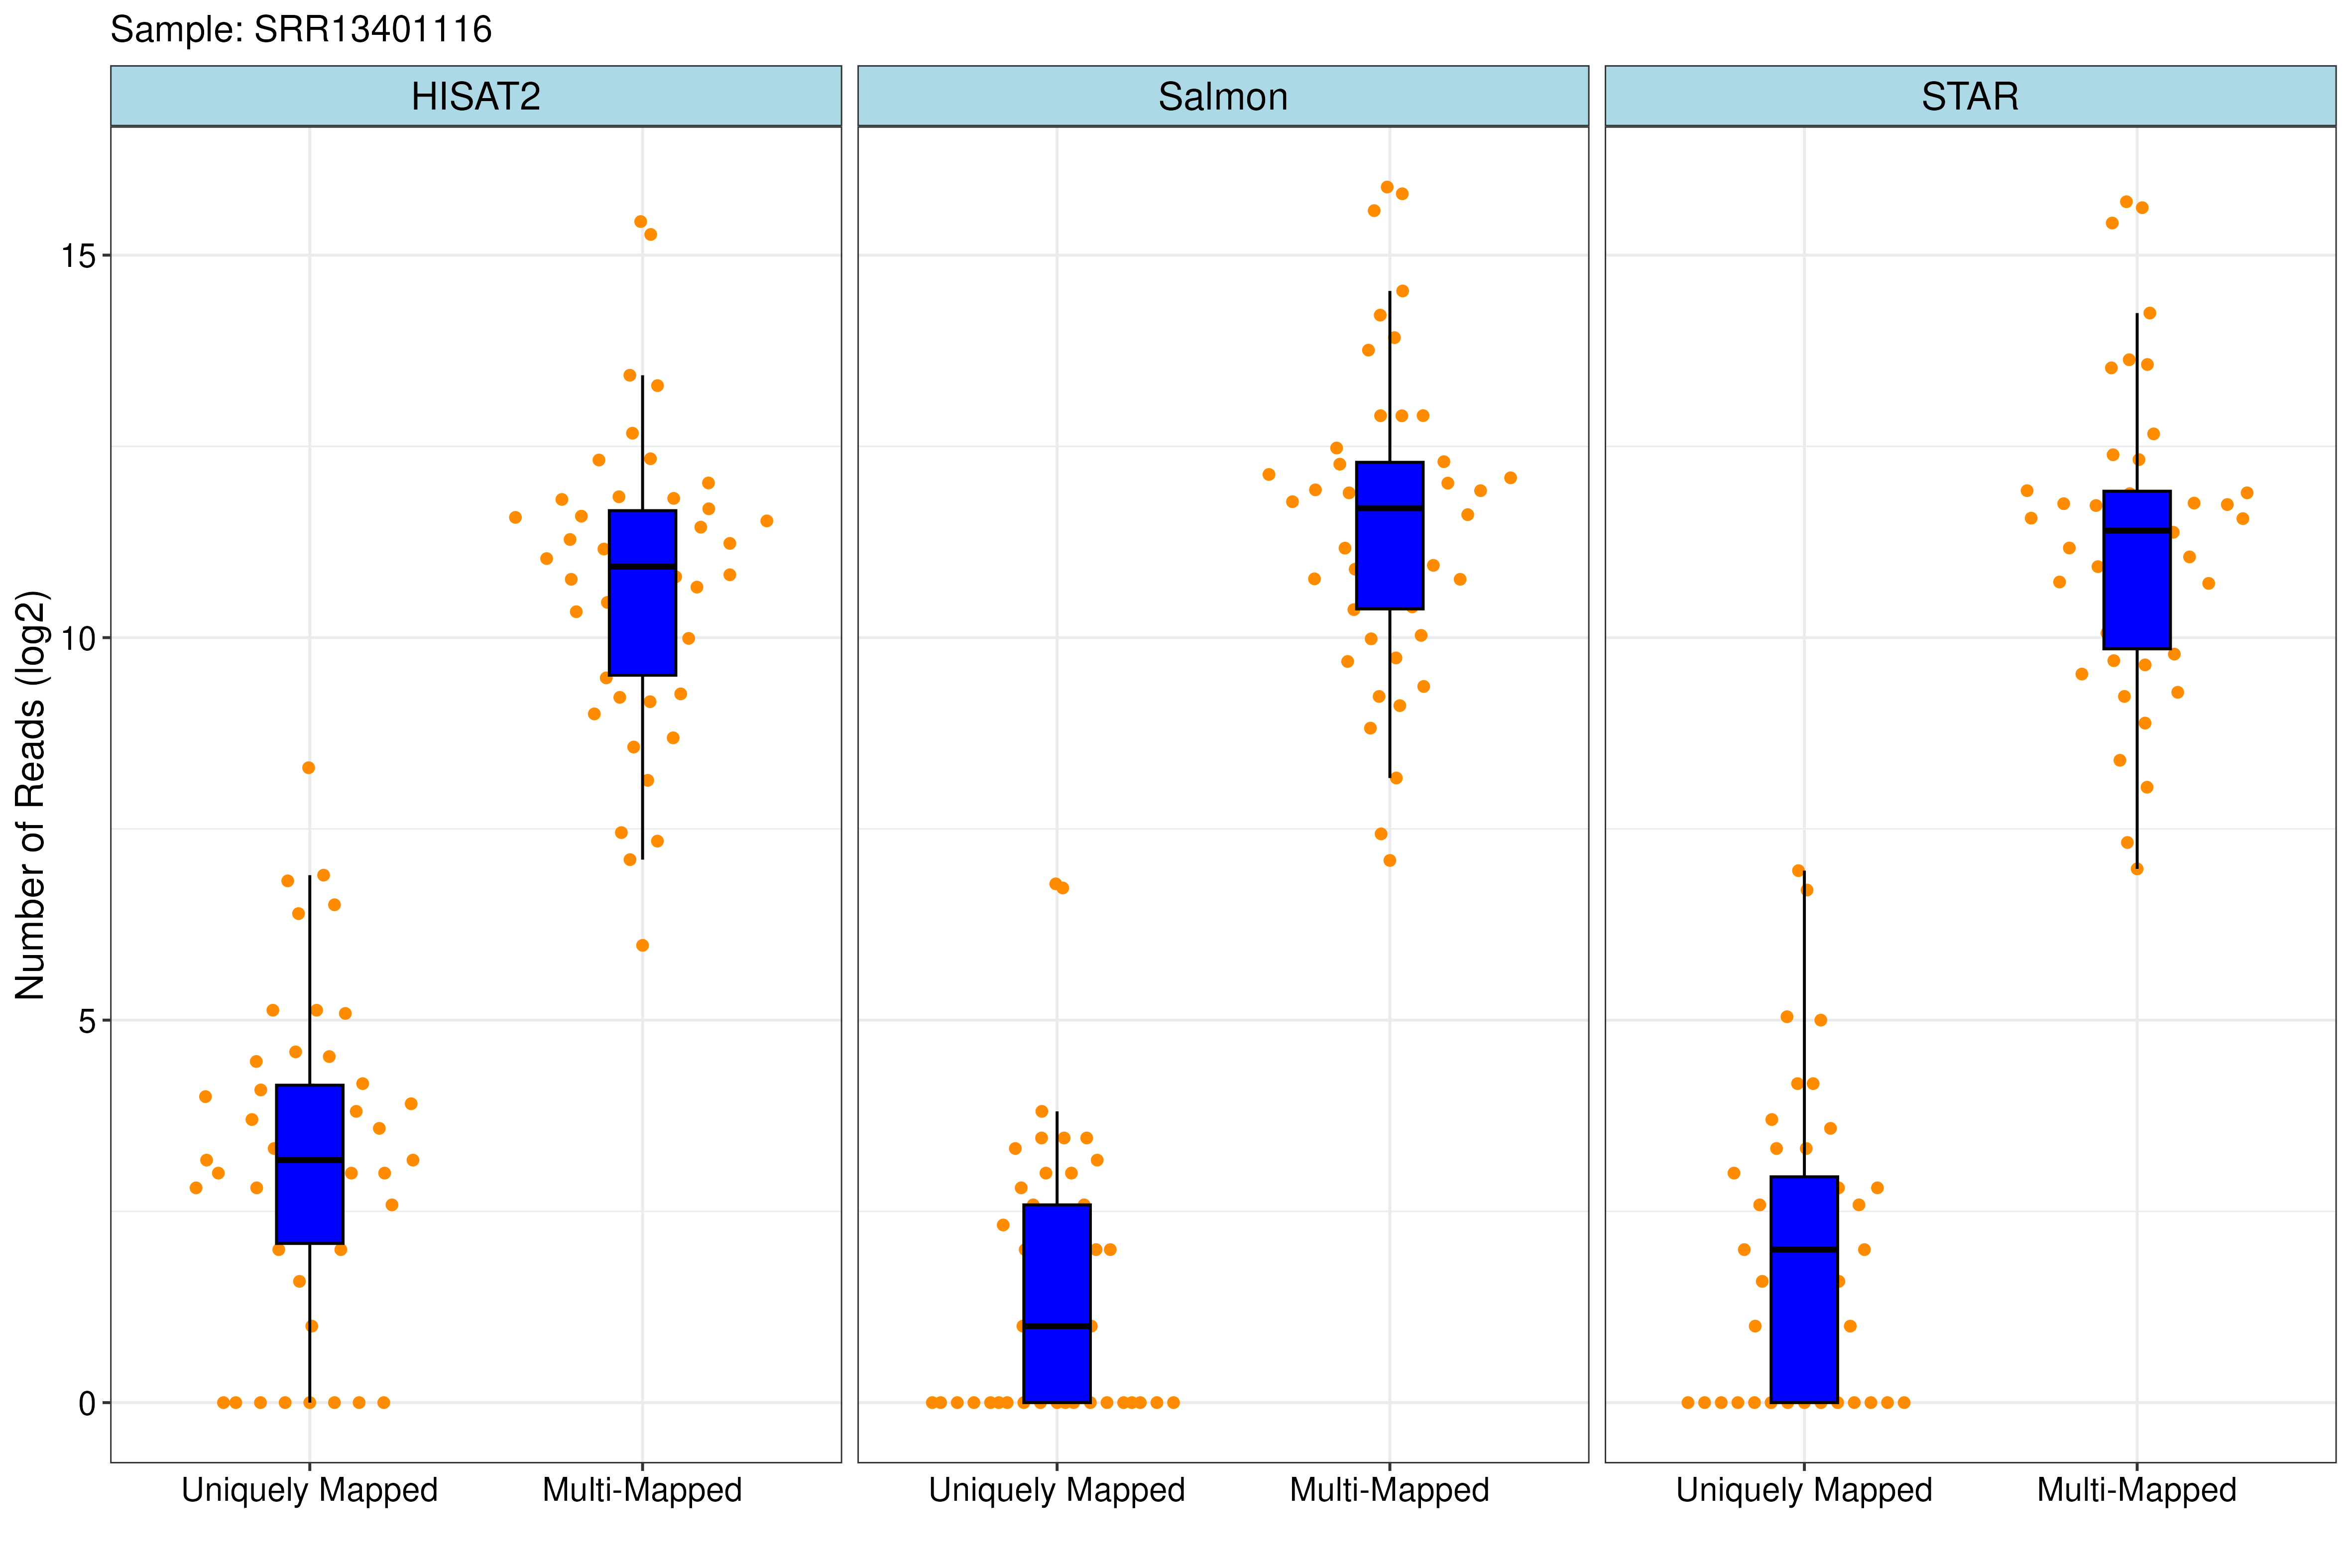 Sample: SRR13401116
HISAT2
Salmon
STAR
Number of Reads (log2)
15
10
5
0
Uniquely Mapped
Multi-Mapped
Uniquely Mapped
Multi-Mapped
Uniquely Mapped
Multi-Mapped